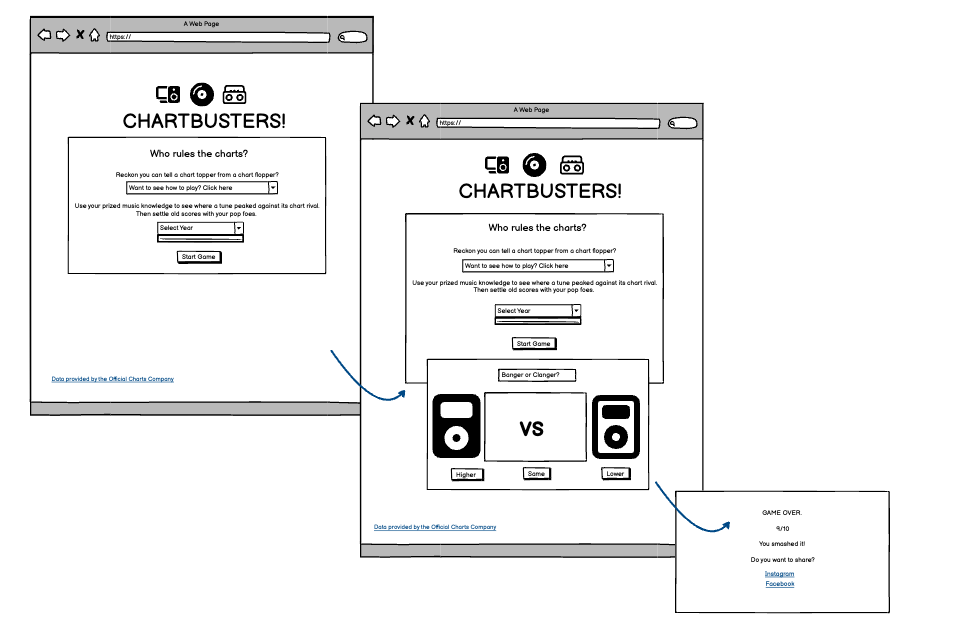 A Web Page
https://
CHARTBUSTERS!
Who rules the charts?
Reckon you can tell a chart topper from a chart flopper?
Want to see how to play? Click here
Use your prized music knowledge to see where a tune peaked against its chart rival.
Then settle old scores with your pop foes.
Select Year
Start Game
Data provided by the Official Charts Company
A Web Page
https://
CHARTBUSTERS!
Who rules the charts?
Reckon you can tell a chart topper from a chart flopper?
Want to see how to play? Click here
Use your prized music knowledge to see where a tune peaked against its chart rival.
Then settle old scores with your pop foes.
Select Year
Start Game
Banger or Clanger?
VS
Higher
Same
Lower
Data provided by the Official Charts Company
GAME OVER.
9/10
You smashed it!
Do you want to share?
Instagram
Facebook